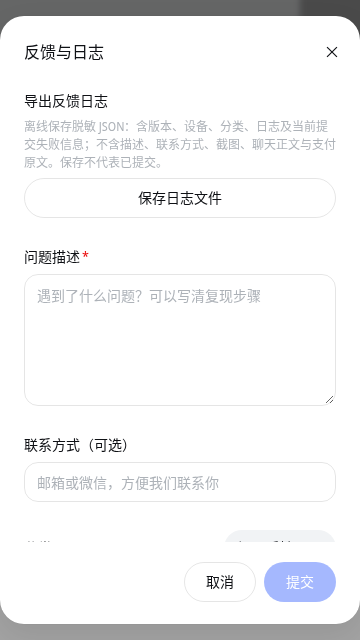 反馈与日志
导出反馈日志
离线保存脱敏 JSON：含版本、设备、分类、日志及当前提
交失败信息；不含描述、联系方式、截图、聊天正文与支付
原文。保存不代表已提交。
保存日志文件
问题描述*
遇到了什么问题？可以写清复现步骤
联系方式（可选）
邮箱或微信，方便我们联系你
取消
提交